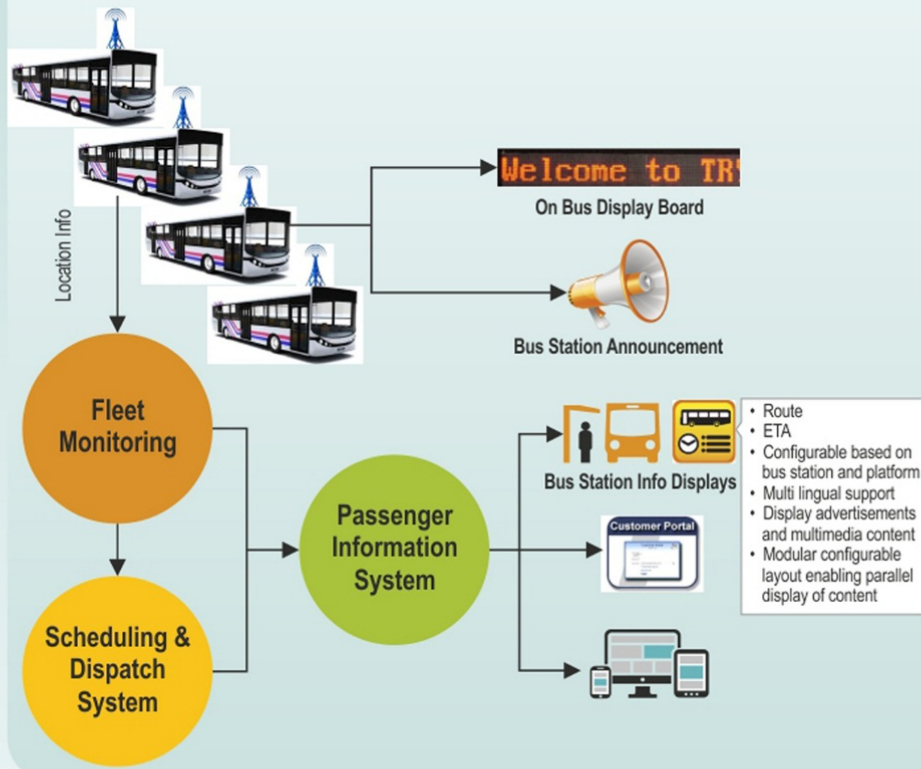 Welcome to TR
On Bus Display Board
Location Info
Bus Station Announcement
Fleet
Monitoring
Passenger
Information
System
Scheduling &
Dispatch
System
Bus Station Info Displays
• Route
• ETA
• Configurable based on
bus station and platform
• Multi lingual support
• Display advertisements
and multimedia content
• Modular configurable
layout enabling parallel
display of content
Customer Portal